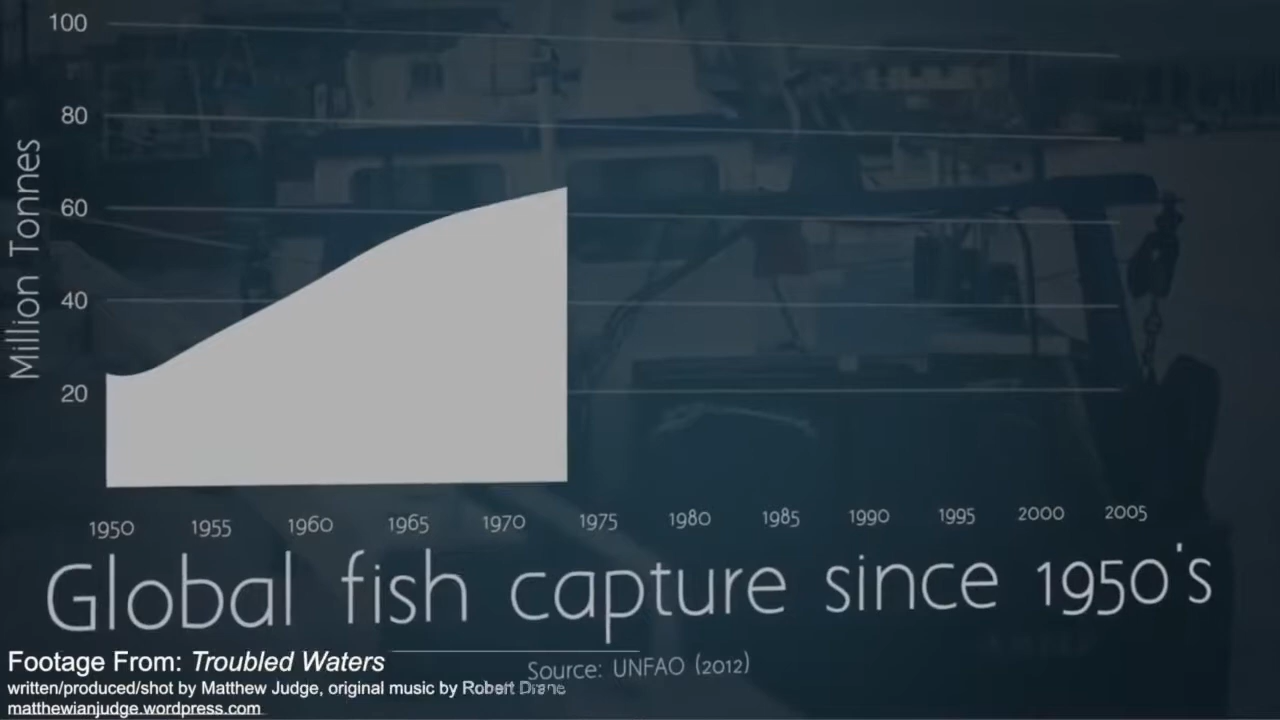 100
80
60
40
20
Million Tonnes
1950 1955 1960 1965 1970 1975 1980 1985 1990 1995 2000 2005
Global fish capture since 1950's
Source: UNFAO (2012)
Footage From: Troubled Waters
written/produced/shot by Matthew Judge, original music by Robert Drane
matthewianjudge.wordpress.com